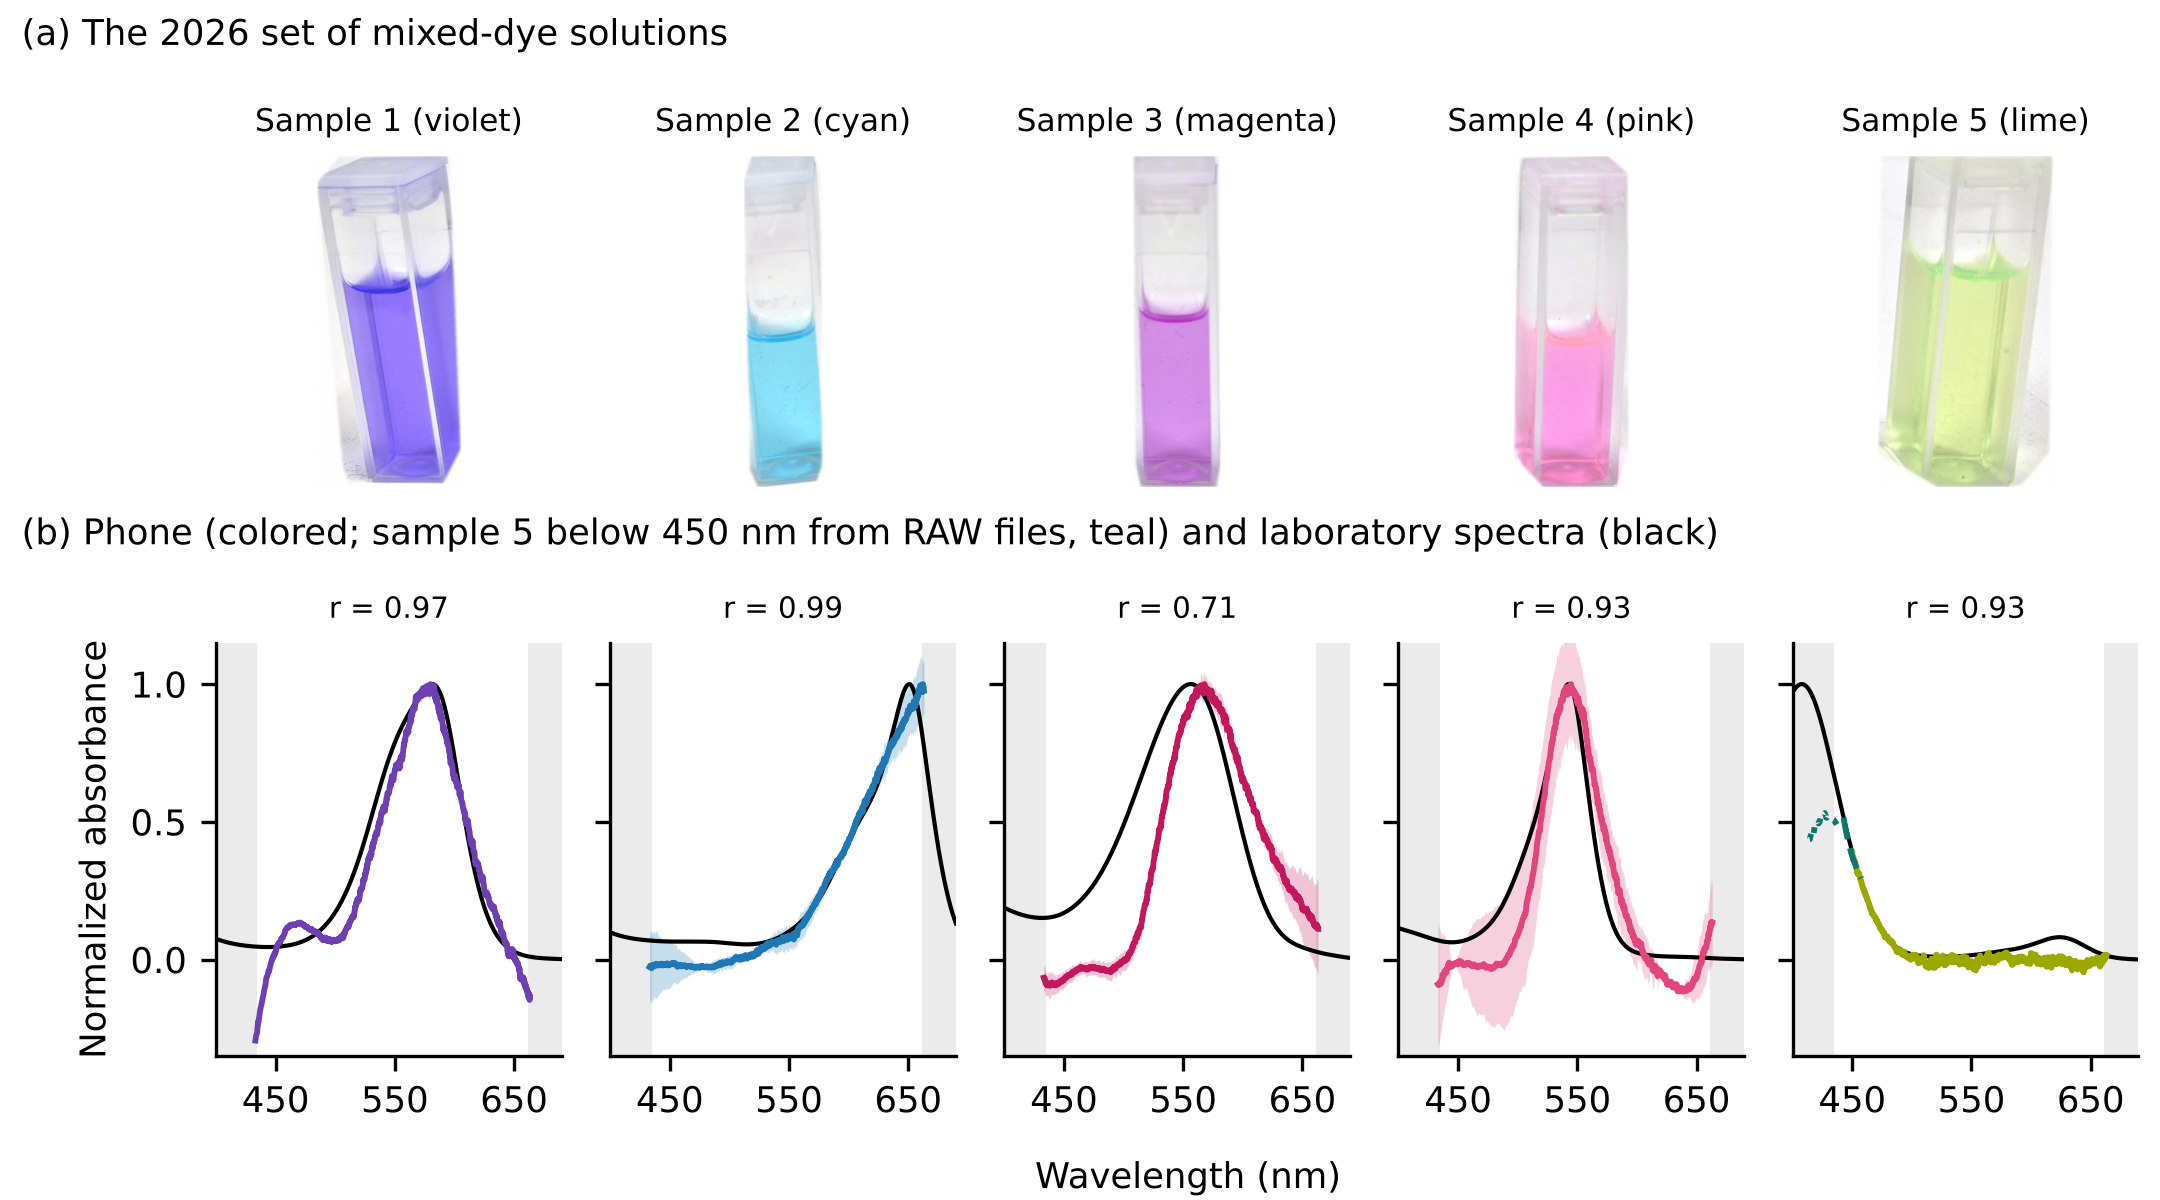 (a) The 2026 set of mixed-dye solutions
Sample 1 (violet) Sample 2 (cyan) Sample 3 (magenta) Sample 4 (pink) Sample 5 (lime)
(b) Phone (colored; sample 5 below 450 nm from RAW files, teal) and laboratory spectra (black)
r = 0.97 r = 0.99 r = 0.71 r = 0.93 r = 0.93
Normalized absorbance
1.0
0.5
0.0
450 550 650 450 550 650 450 550 650 450 550 650 450 550 650
Wavelength (nm)